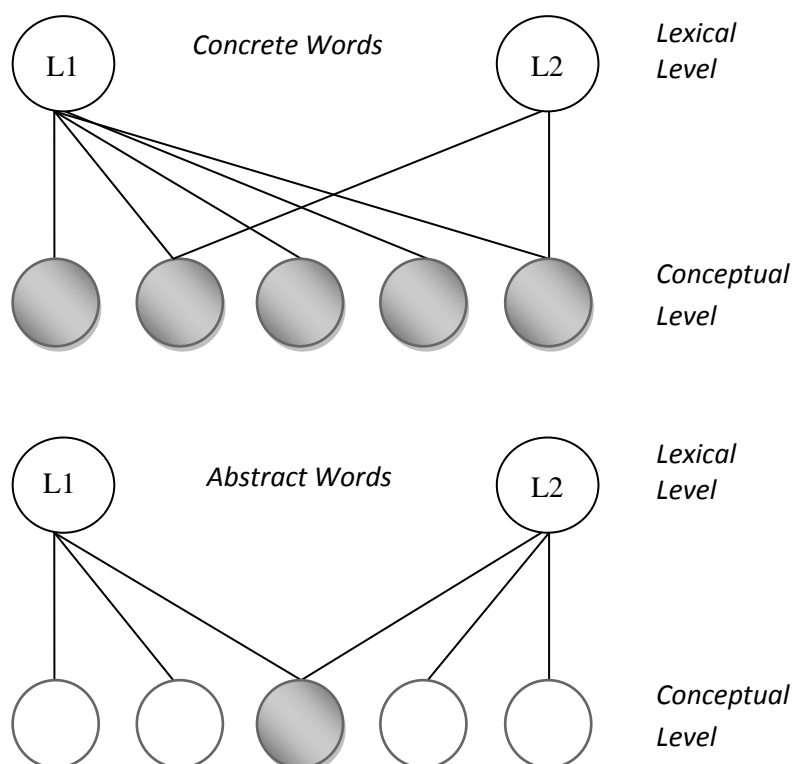 L1
Concrete Words
L2
Lexical
Level
Conceptual
Level
L1
Abstract Words
L2
Lexical
Level
Conceptual
Level